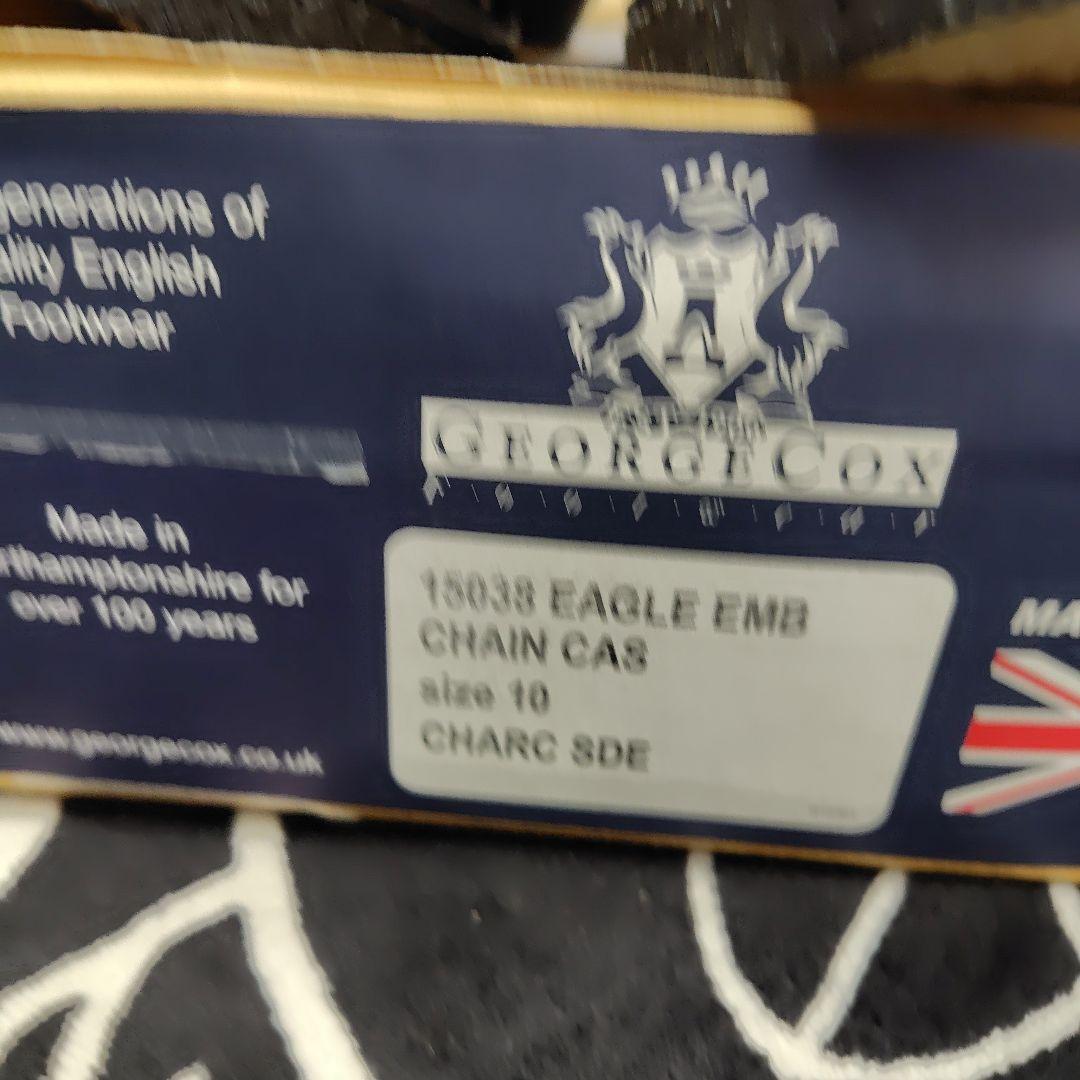 generations of
ality English
Footwear
GEORGE COX
Made in
rthamptonshire for
over 100 years
www.georgecox.co.uk
15038 EAGLE EMB
CHAIN CAS
size 10
CHARC SDE
MA